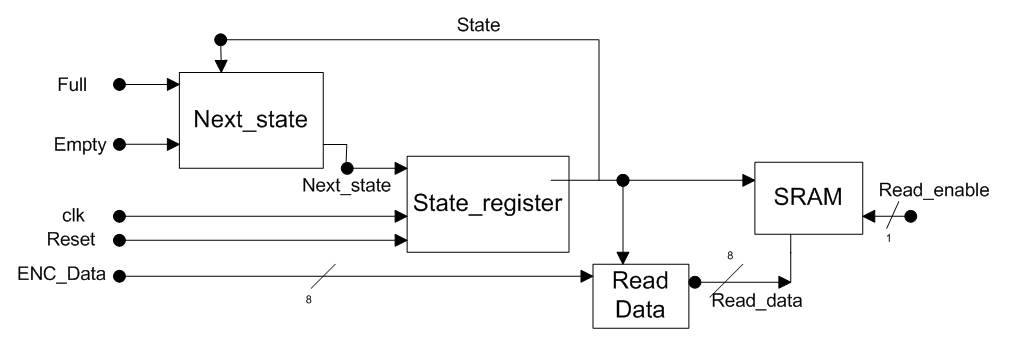 State
Full
Next_state
Empty
Next_state
State_register
SRAM
Read_enable
1
clk
Reset
ENC_Data
8
Read
Data
8
Read_data